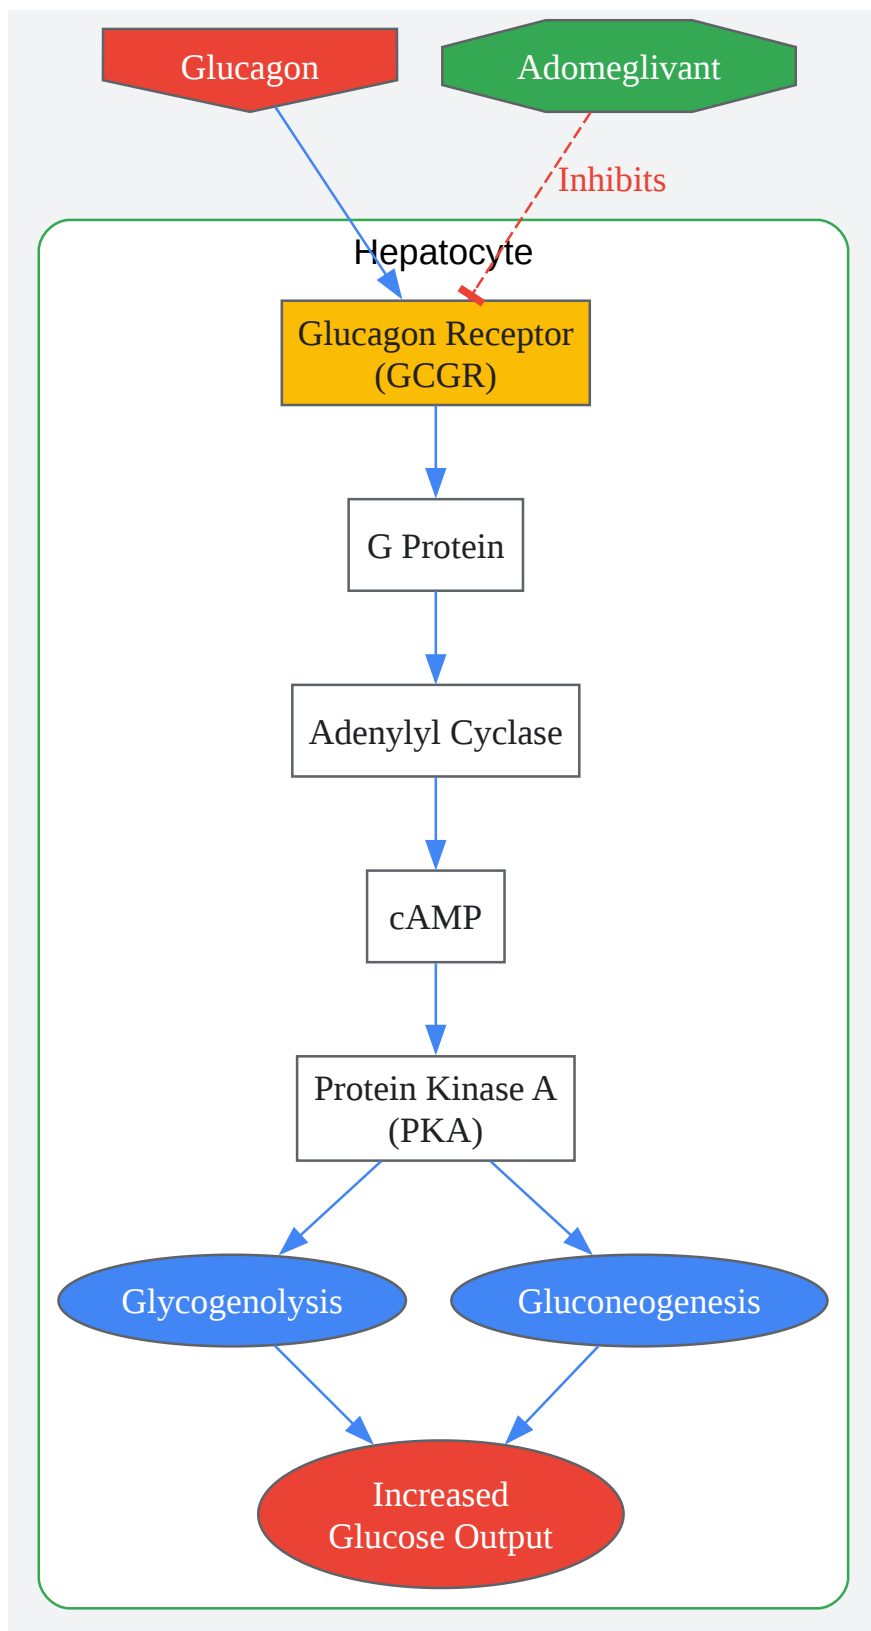 Glucagon
Adomeglivant
Inhibits
Hepatocyte
Glucagon Receptor
(GCGR)
G Protein
Adenylyl Cyclase
cAMP
Protein Kinase A
(PKA)
Glycogenolysis
Gluconeogenesis
Increased
Glucose Output